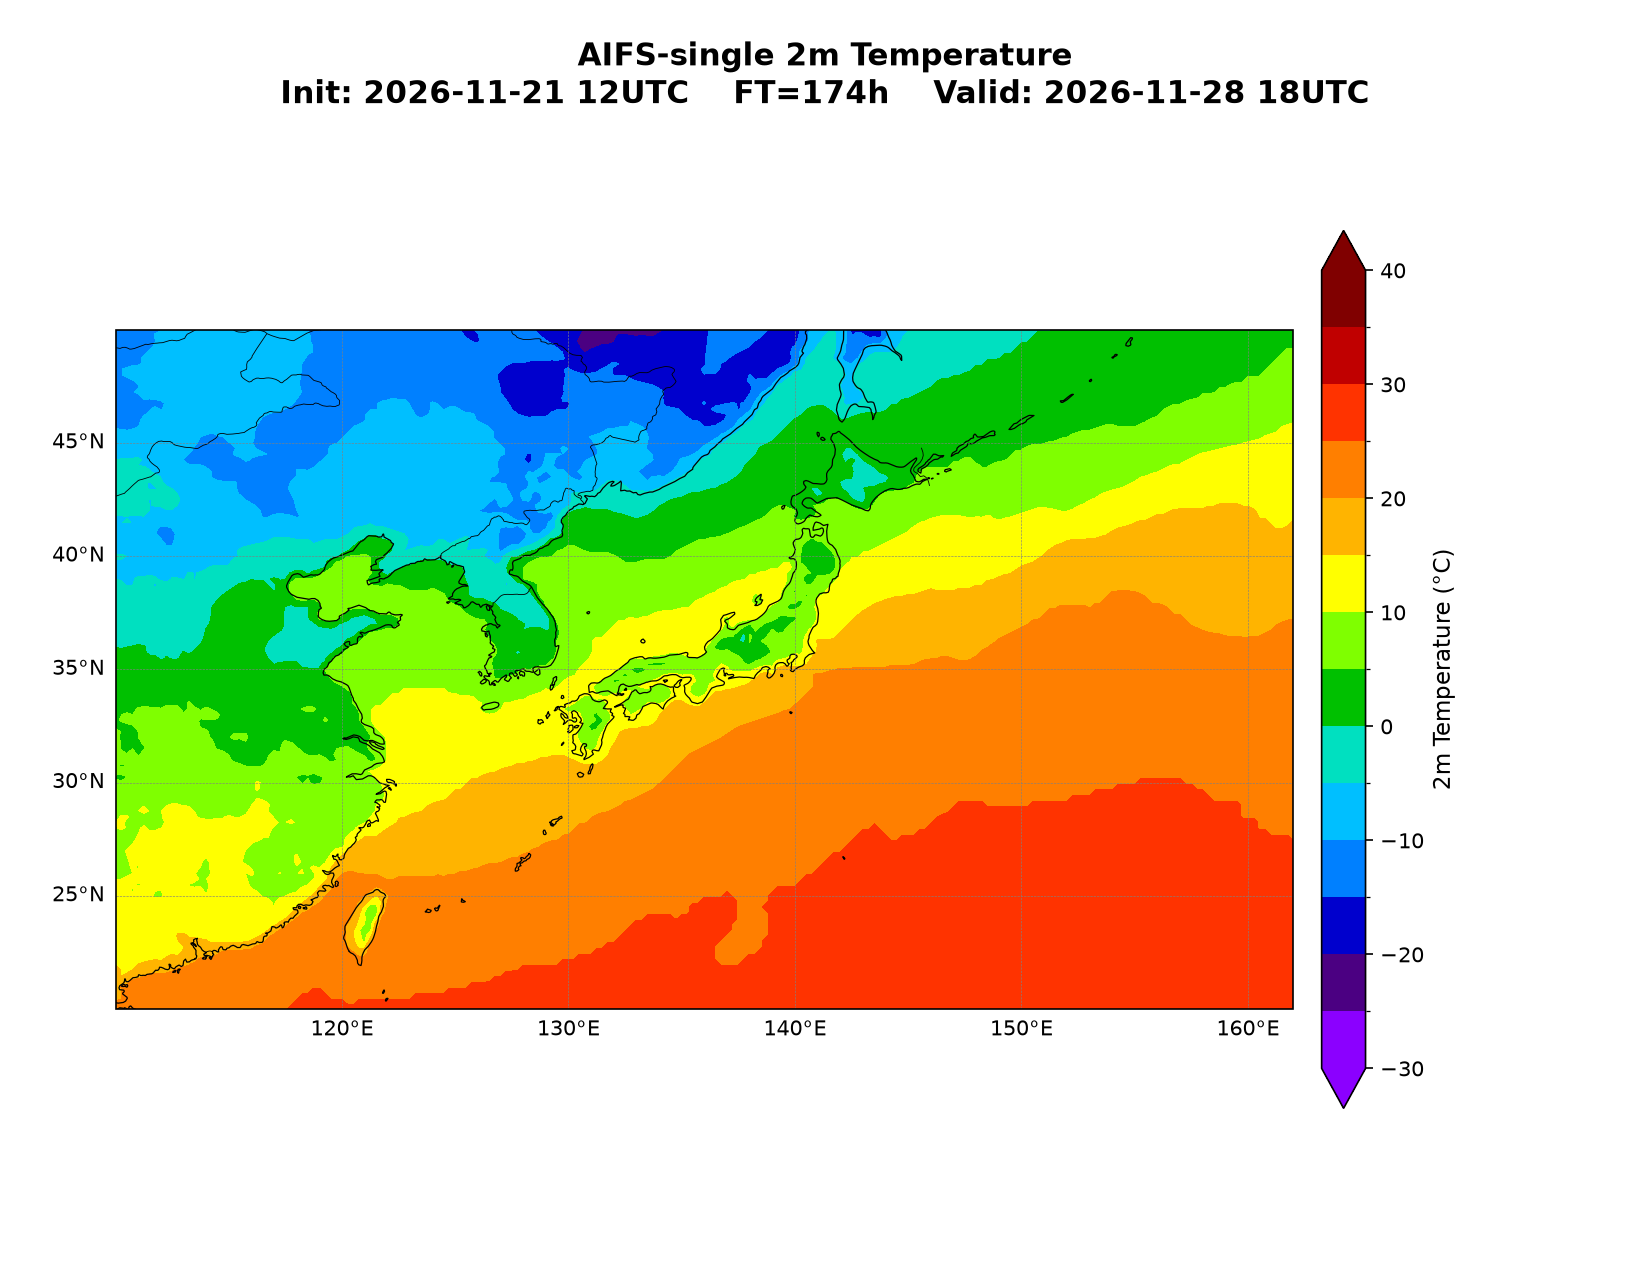 AIFS-single 2m Temperature
Init: 2026-11-21 12UTC    FT=174h    Valid: 2026-11-28 18UTC
45°N
40°N
35°N
30°N
25°N
120°E
130°E
140°E
150°E
160°E
40
30
20
10
0
−10
−20
−30
2m Temperature (°C)